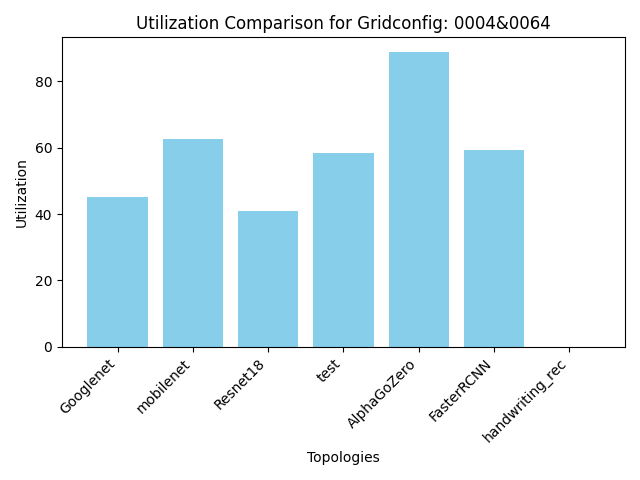 Utilization Comparison for Gridconfig: 0004&0064
Utilization
80
60
40
20
0
Googlenet
mobilenet
Resnet18
test
AlphaGoZero
FasterRCNN
handwriting_rec
Topologies